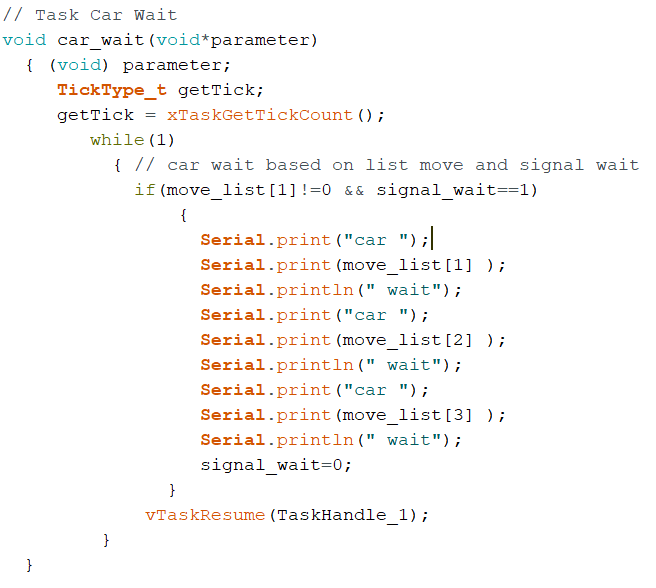 // Task Car Wait
void car_wait(void*parameter)
{ (void) parameter;
TickType_t getTick;
getTick = xTaskGetTickCount();
while(1)
{ // car wait based on list move and signal wait
if(move_list[1]!=0 && signal_wait==1)
{
Serial.print("car ");
Serial.print(move_list[1] );
Serial.println(" wait");
Serial.print("car ");
Serial.print(move_list[2] );
Serial.println(" wait");
Serial.print("car ");
Serial.print(move_list[3] );
Serial.println(" wait");
signal_wait=0;
}
vTaskResume(TaskHandle_1);
}
}